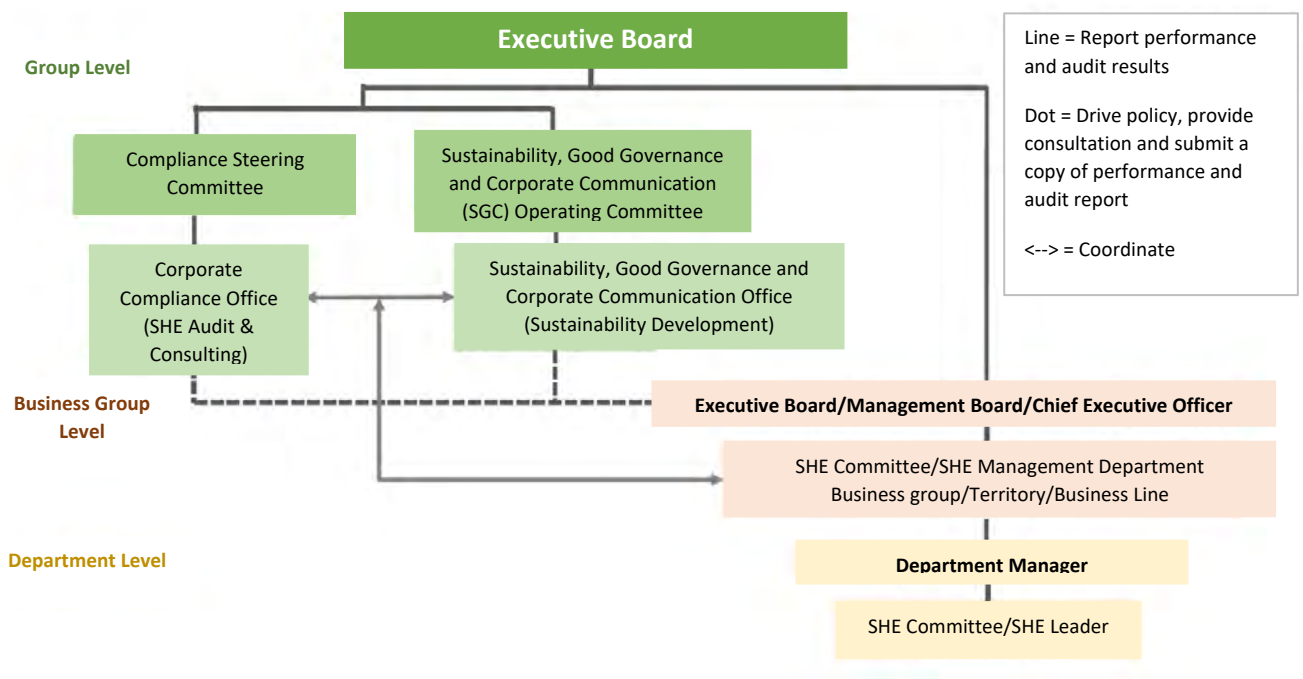 Executive Board
Group Level
Line = Report performance
and audit results
Dot = Drive policy, provide
consultation and submit a
copy of performance and
audit report
<--> = Coordinate
Compliance Steering
Committee
Sustainability, Good Governance
and Corporate Communication
(SGC) Operating Committee
Corporate
Compliance Office
(SHE Audit &
Consulting)
Sustainability, Good Governance and
Corporate Communication Office
(Sustainability Development)
Business Group
Level
Executive Board/Management Board/Chief Executive Officer
SHE Committee/SHE Management Department
Business group/Territory/Business Line
Department Level
Department Manager
SHE Committee/SHE Leader